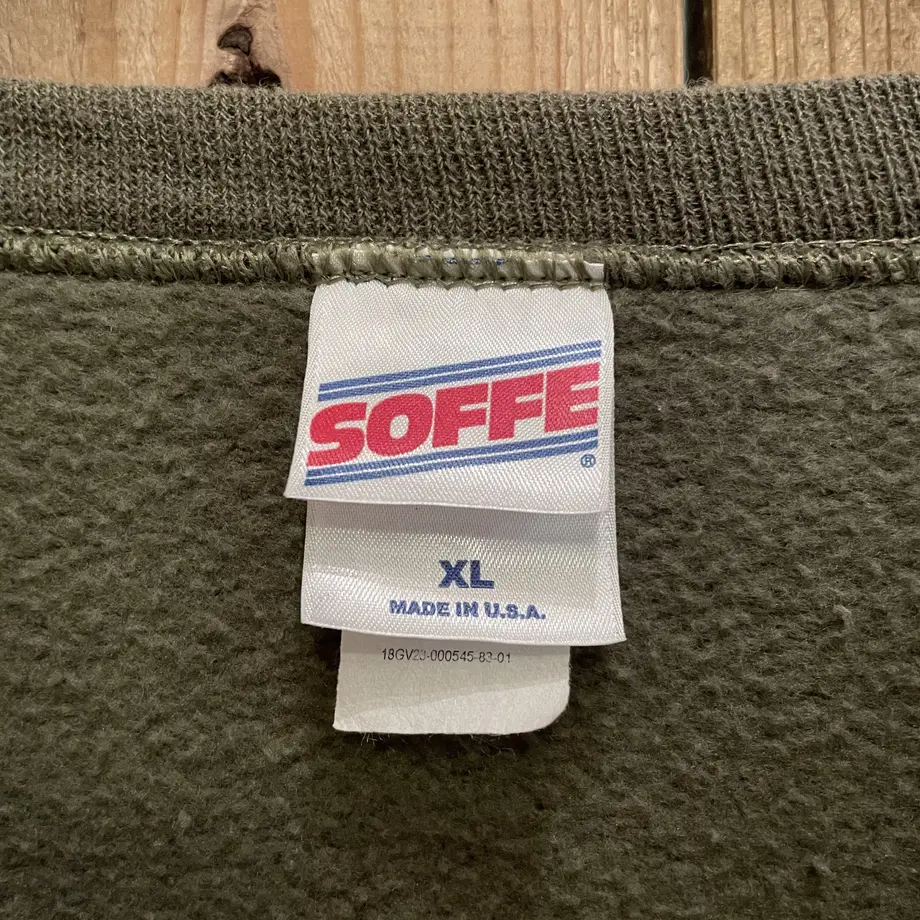 SOFFE
®
XL
MADE IN U.S.A.
18GV23-000545-83-01